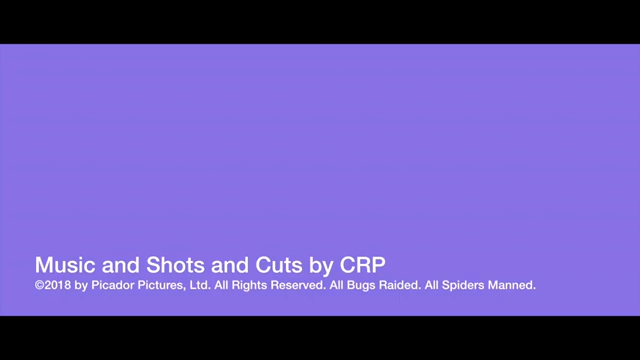 Music and Shots and Cuts by CRP
©2018 by Picador Pictures, Ltd. All Rights Reserved. All Bugs Raided. All Spiders Manned.